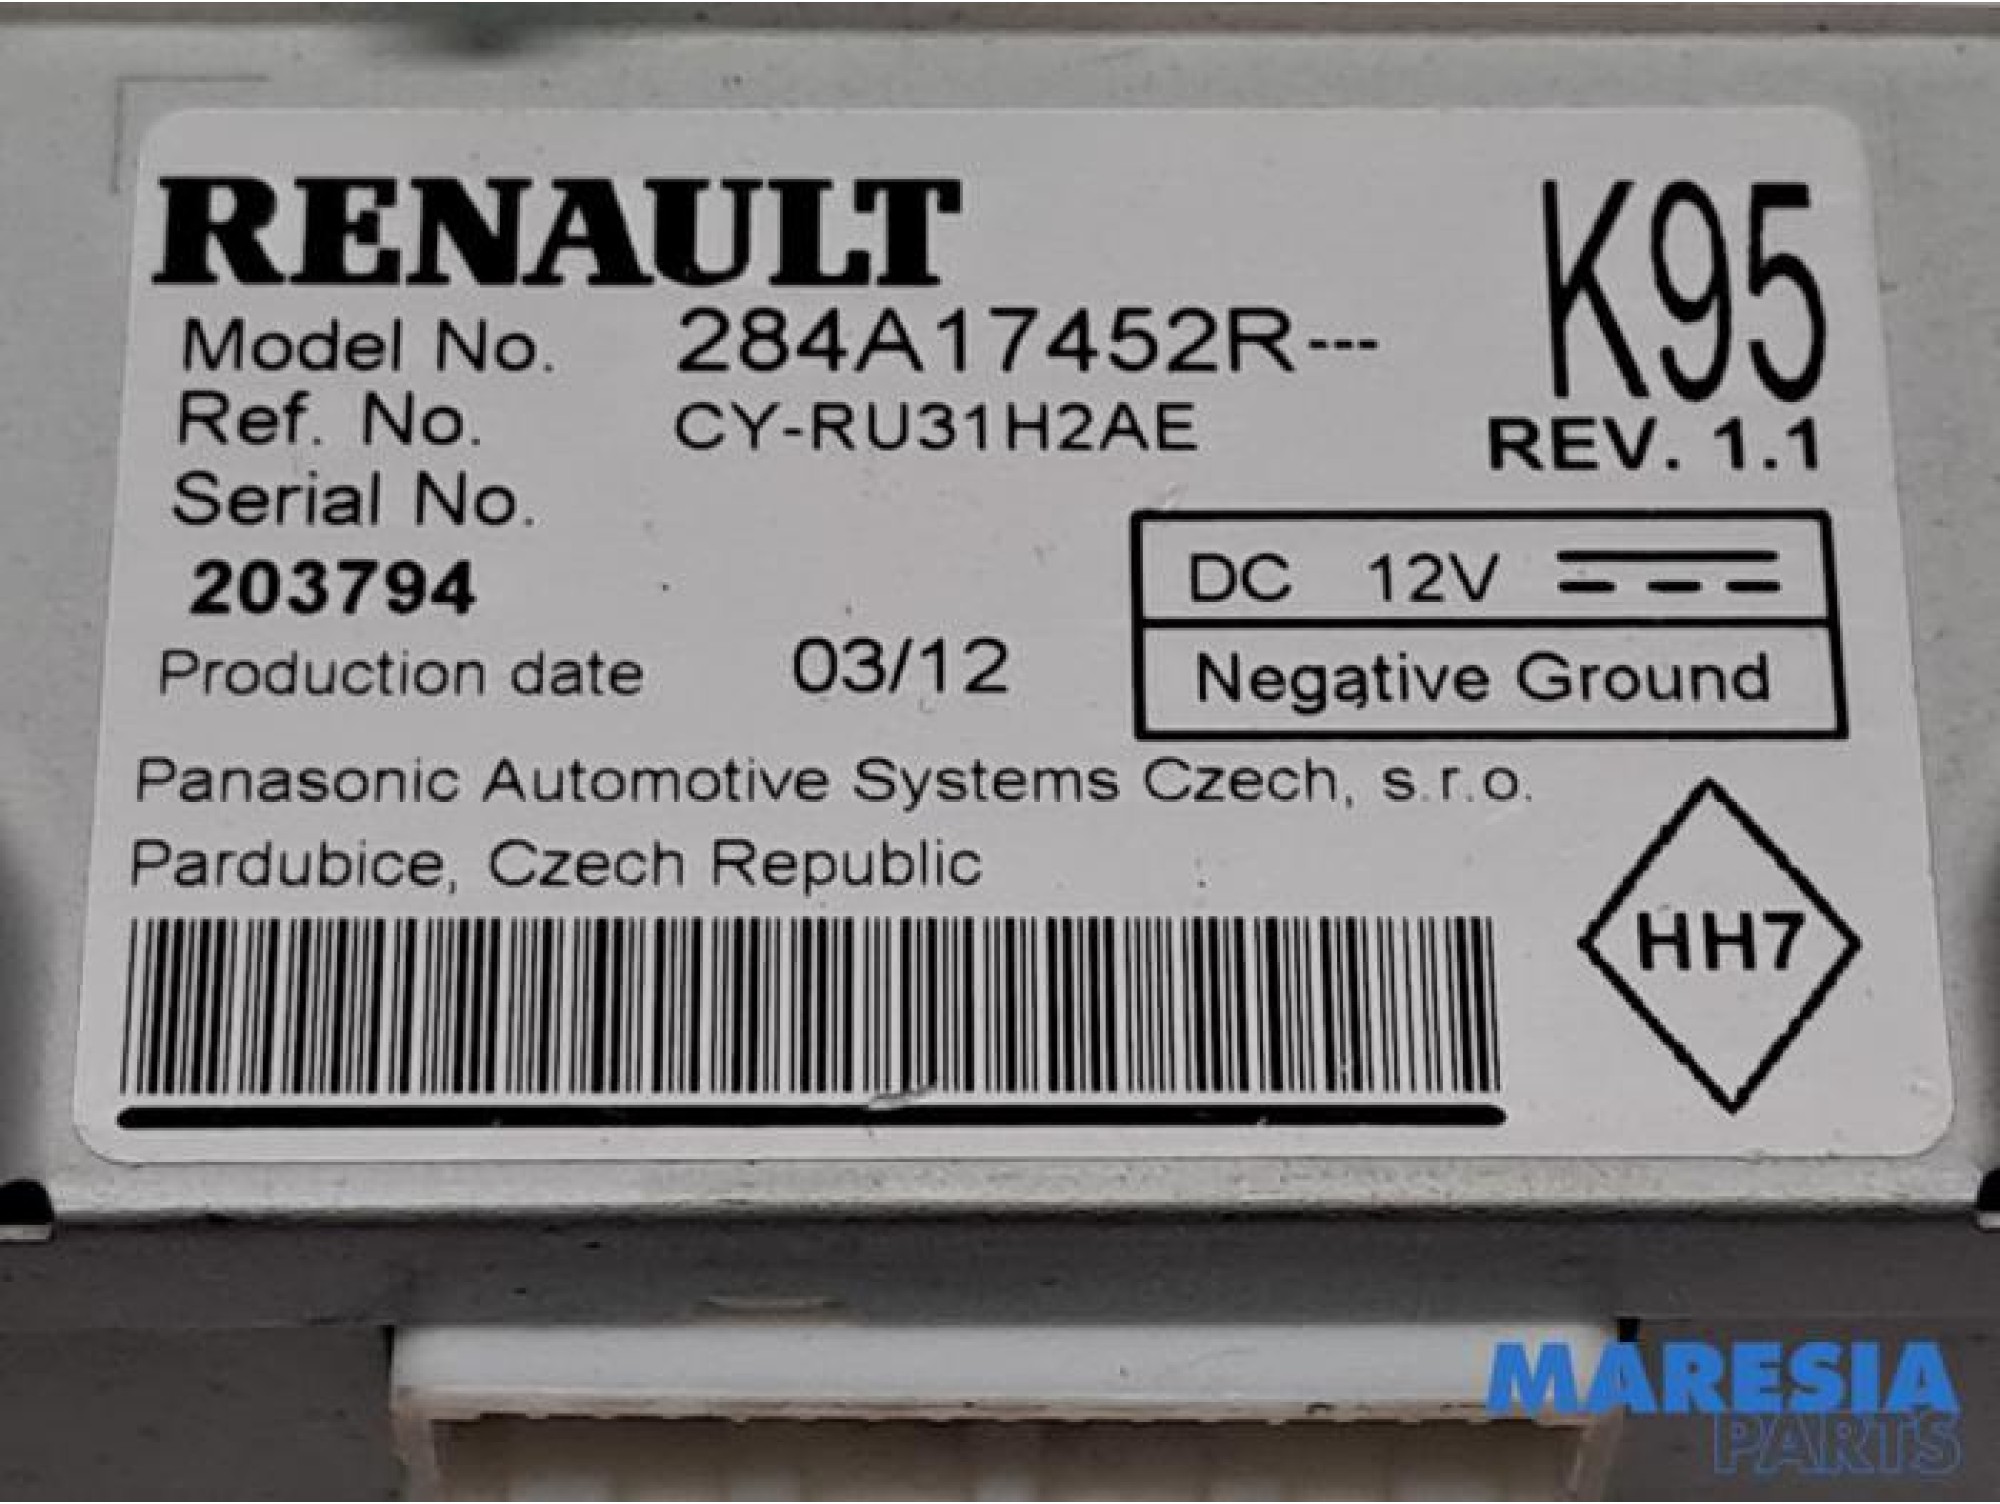 RENAULT
K95
Model No. 284A17452R---
Ref. No. CY-RU31H2AE
REV. 1.1
Serial No.
203794
DC 12V
Production date 03/12
Negative Ground
Panasonic Automotive Systems Czech, s.r.o.
Pardubice, Czech Republic
HH7
MARESIA
PARTS